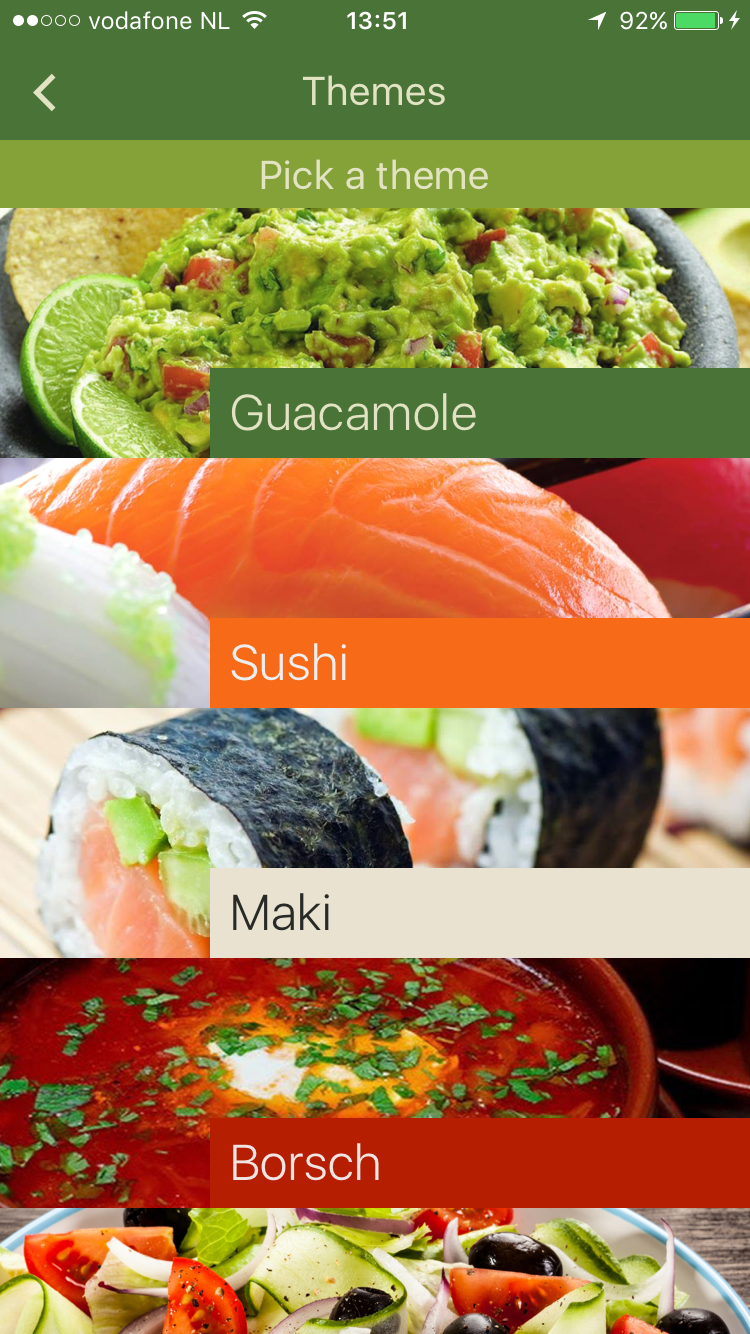 vodafone NL 13:51 92%
Themes
Pick a theme
Guacamole
Sushi
Maki
Borsch